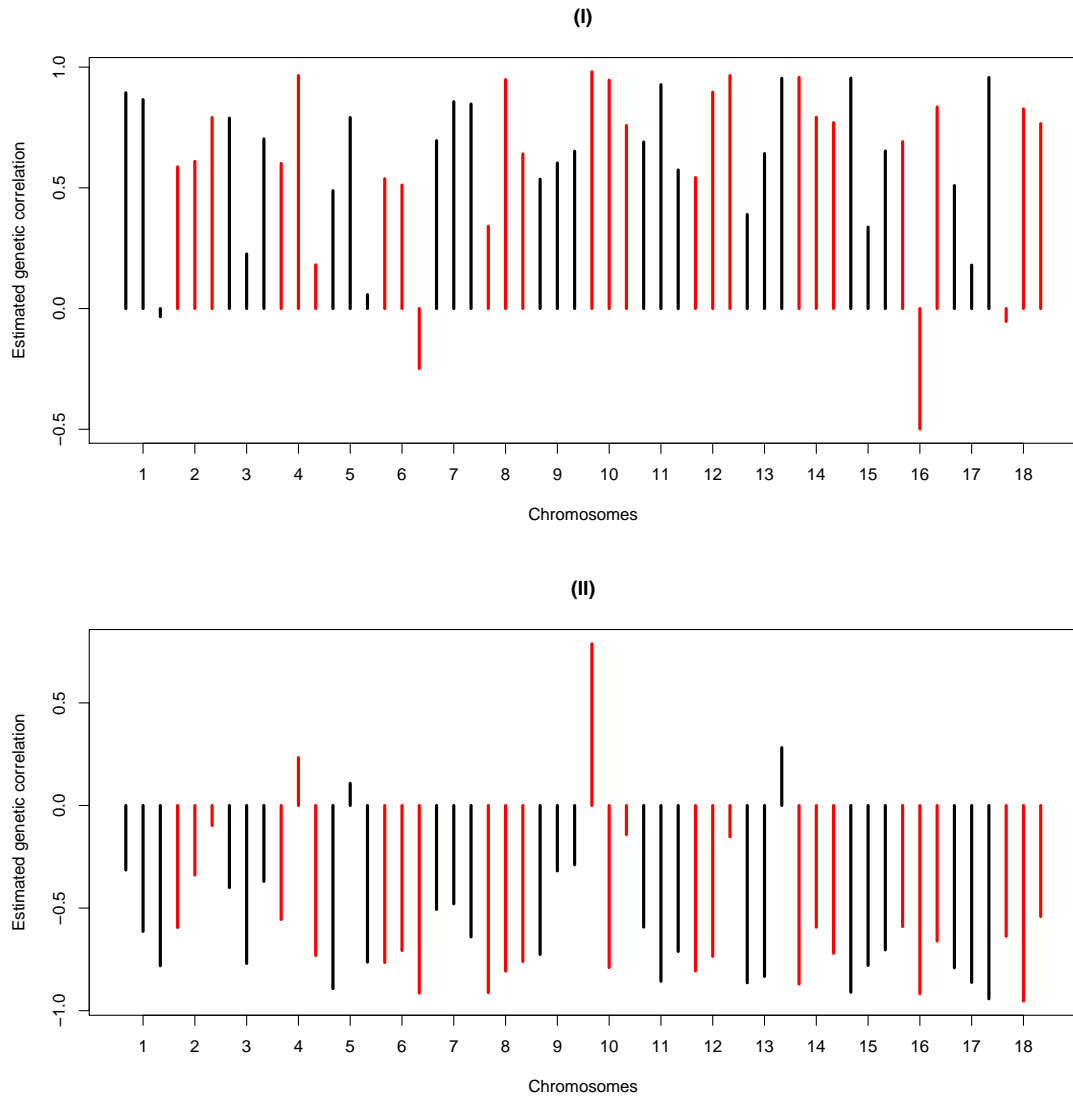 (I)
Estimated genetic correlation
1.0
0.5
0.0
−0.5
1 2 3 4 5 6 7 8 9 10 11 12 13 14 15 16 17 18
Chromosomes
(II)
Estimated genetic correlation
0.5
0.0
−0.5
−1.0
1 2 3 4 5 6 7 8 9 10 11 12 13 14 15 16 17 18
Chromosomes